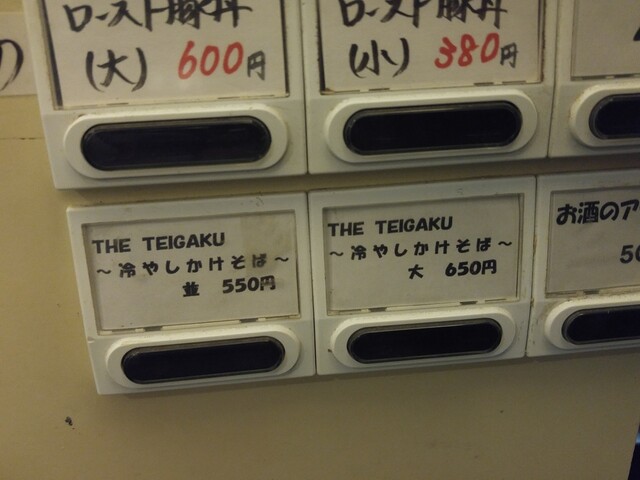 ロースト豚丼
(大) 600円
ロースト豚丼
(小) 380円
の
THE TEIGAKU
～冷やしかけそば～
並 550円
THE TEIGAKU
～冷やしかけそば～
大 650円
お酒のア
50